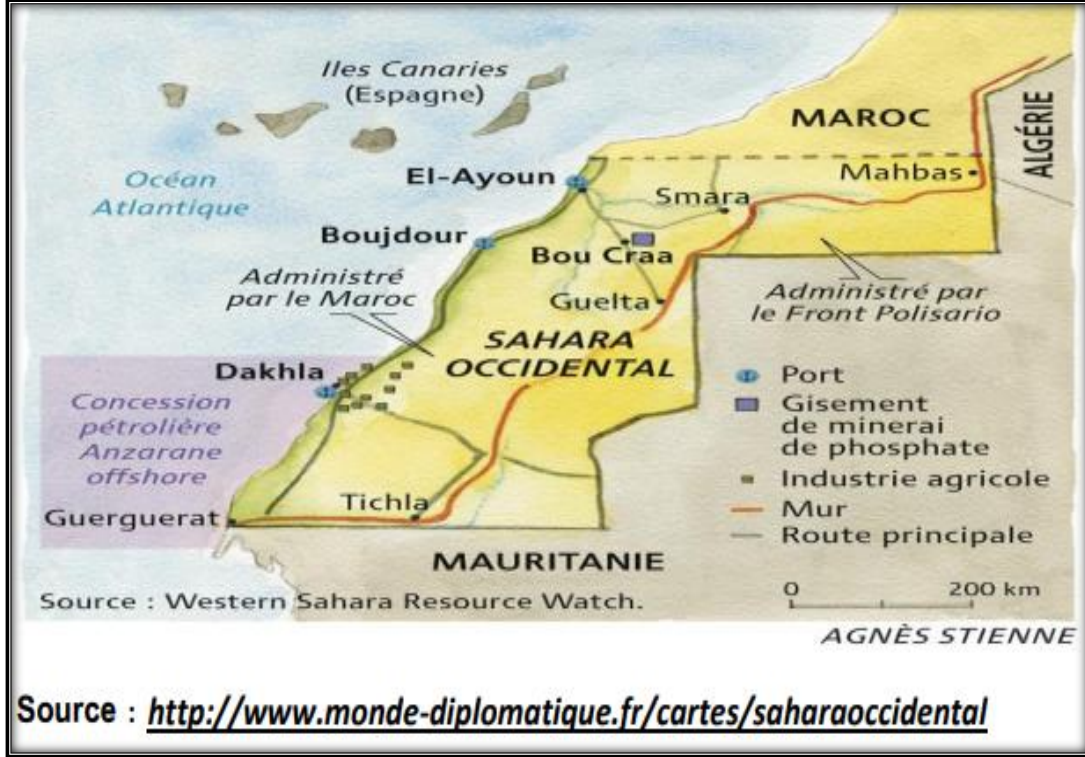 Iles Canaries
(Espagne)
MAROC
ALGÉRIE
Océan
Atlantique
El-Ayoun
Mahbas
Smara
Boujdour
Bou Craa
Administré
par le Maroc
Guelta
Administré par
le Front Polisario
SAHARA
OCCIDENTAL
Dakhla
Concession
pétrolière
Anzarane
offshore
Port
Gisement
de minerai
de phosphate
Industrie agricole
Mur
Route principale
Tichla
Guerguerat
MAURITANIE
0 200 km
Source : Western Sahara Resource Watch.
AGNÈS STIENNE
Source : http://www.monde-diplomatique.fr/cartes/saharaoccidental